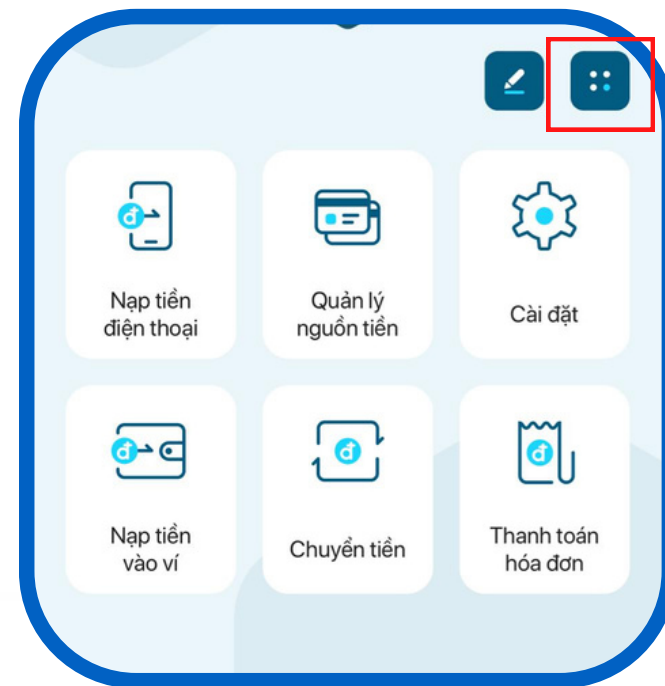 Nạp tiền
điện thoại
Quản lý
nguồn tiền
Cài đặt
Nạp tiền
vào ví
Chuyển tiền
Thanh toán
hóa đơn